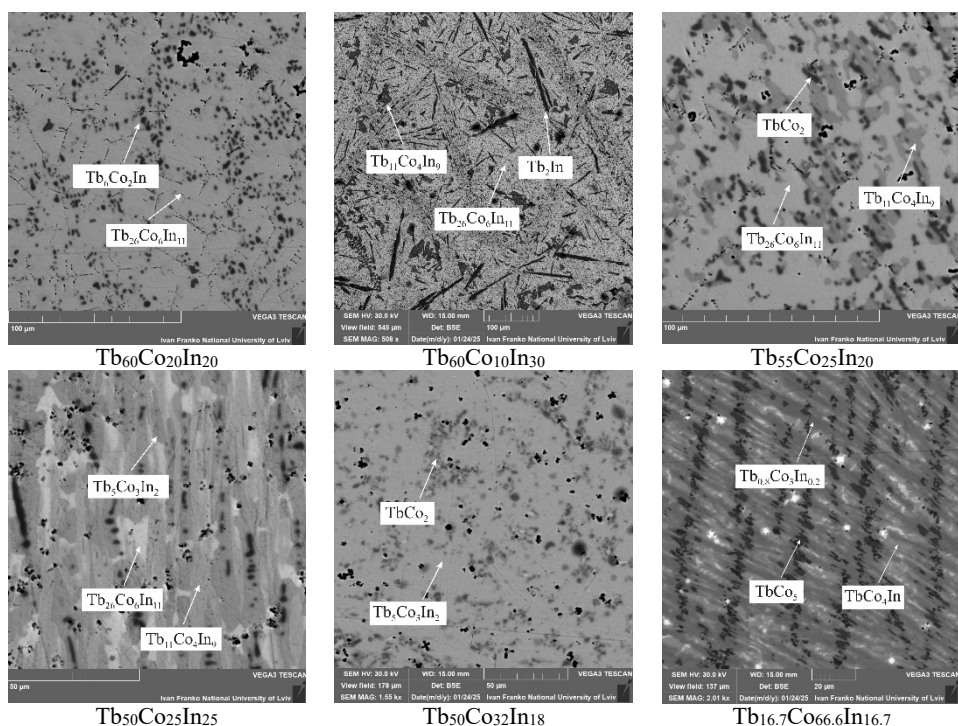 Tb₆Co₂In
Tb₂₆Co₆In₁₁
100 µm
VEGA3 TESCAN
Ivan Franko National University of Lviv
Tb₆₀Co₂₀In₂₀
Tb₁₁Co₄In₉
Tb₂In
Tb₂₆Co₆In₁₁
SEM HV: 30.0 kV WD: 15.00 mm VEGA3 TESCAN
View field: 545 µm Det: BSE 100 µm
SEM MAG: 508 x Date(m/d/y): 01/24/25 Ivan Franko National University of Lviv
Tb₆₀Co₁₀In₃₀
TbCo₂
Tb₁₁Co₄In₉
Tb₂₆Co₆In₁₁
100 µm
VEGA3 TESCAN
Ivan Franko National University of Lviv
Tb₅₅Co₂₅In₂₀
Tb₅Co₃In₂
Tb₂₆Co₆In₁₁
Tb₁₁Co₄In₉
50 µm
VEGA3 TESCAN
Ivan Franko National University of Lviv
Tb₅₀Co₂₅In₂₅
TbCo₂
Tb₅Co₃In₂
SEM HV: 30.0 kV WD: 15.00 mm VEGA3 TESCAN
View field: 178 µm Det: BSE 50 µm
SEM MAG: 1.55 kx Date(m/d/y): 01/24/25 Ivan Franko National University of Lviv
Tb₅₀Co₃₂In₁₈
Tb₀.₈Co₃In₀.₂
TbCo₅
TbCo₄In
SEM HV: 30.0 kV WD: 15.00 mm VEGA3 TESCAN
View field: 137 µm Det: BSE 20 µm
SEM MAG: 2.01 kx Date(m/d/y): 01/24/25 Ivan Franko National University of Lviv
Tb₁₆.₇Co₆₆.₆In₁₆.₇